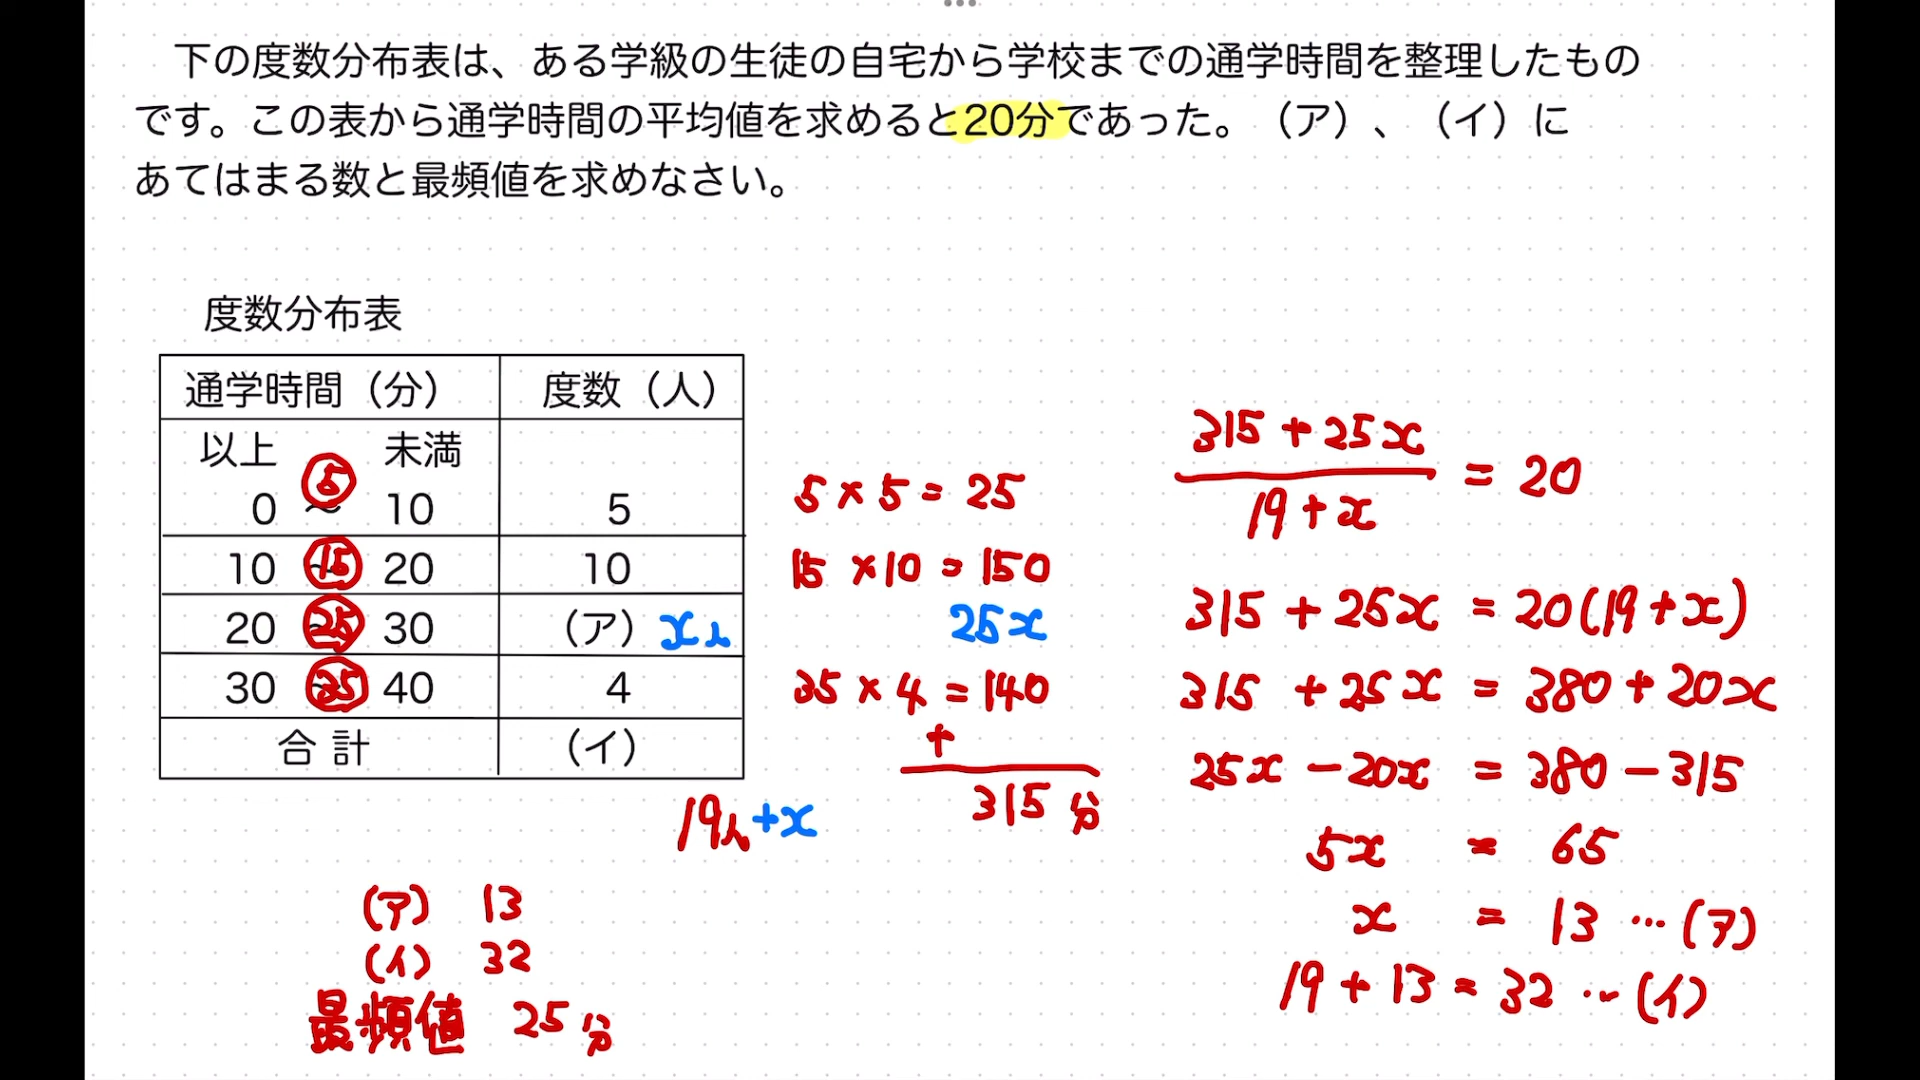 下の度数分布表は、ある学級の生徒の自宅から学校までの通学時間を整理したもの
です。この表から通学時間の平均値を求めると20分であった。（ア）、（イ）に
あてはまる数と最頻値を求めなさい。
度数分布表
通学時間（分） 度数（人）
以上 未満
0 ～ 10 5
5
10 ～ 20 10
15
20 ～ 30 （ア） x人
25
30 ～ 40 4
35
合 計 （イ）
19人+x
5 × 5 = 25
15 × 10 = 150
25x
35 × 4 = 140
+
315分
315 + 25x
19 + x
= 20
315 + 25x = 20(19+x)
315 + 25x = 380 + 20x
25x − 20x = 380 − 315
5x = 65
x = 13 …(ア)
19 + 13 = 32 …(イ)
(ア) 13
(イ) 32
最頻値 25分